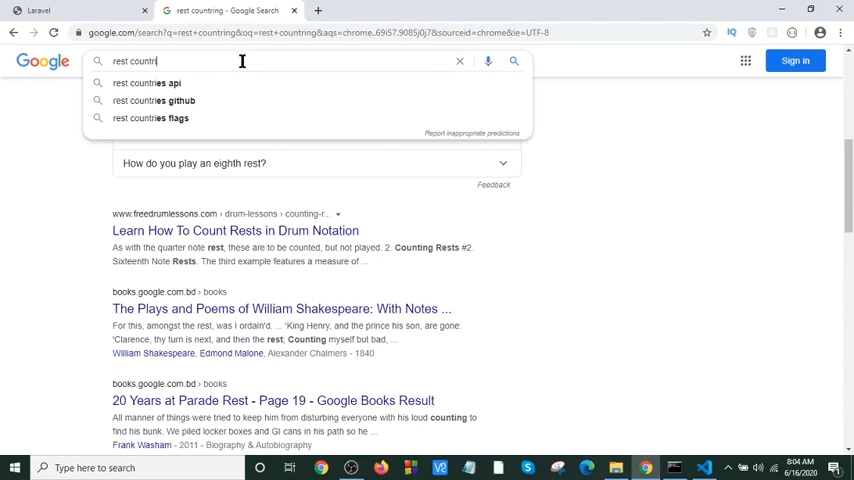 Laravel
rest countring - Google Search
google.com/search?q=rest+countring&oq=rest+countring&aqs=chrome..69i57.9085j0j7&sourceid=chrome&ie=UTF-8
Google
rest countri
Sign in
rest countries api
rest countries github
rest countries flags
Report inappropriate predictions
How do you play an eighth rest?
Feedback
www.freedrumlessons.com › drum-lessons › counting-r...
Learn How To Count Rests in Drum Notation
As with the quarter note rest, these are to be counted, but not played. 2. Counting Rests #2.
Sixteenth Note Rests. The third example features a measure of ...
books.google.com.bd › books
The Plays and Poems of William Shakespeare: With Notes ...
For this, amongst the rest, was I ordain'd. ... 'King Henry, and the prince his son, are gone:
'Clarence, thy turn is next, and then the rest, Counting myself but bad, ...
William Shakespeare, Edmond Malone, Alexander Chalmers - 1840
books.google.com.bd › books
20 Years at Parade Rest - Page 19 - Google Books Result
All manner of things were tried to keep him from disturbing everyone with his loud counting to
find his bunk. We piled locker boxes and GI cans in his path so he ...
Frank Washam - 2011 - Biography & Autobiography
Type here to search
8:04 AM
6/16/2020